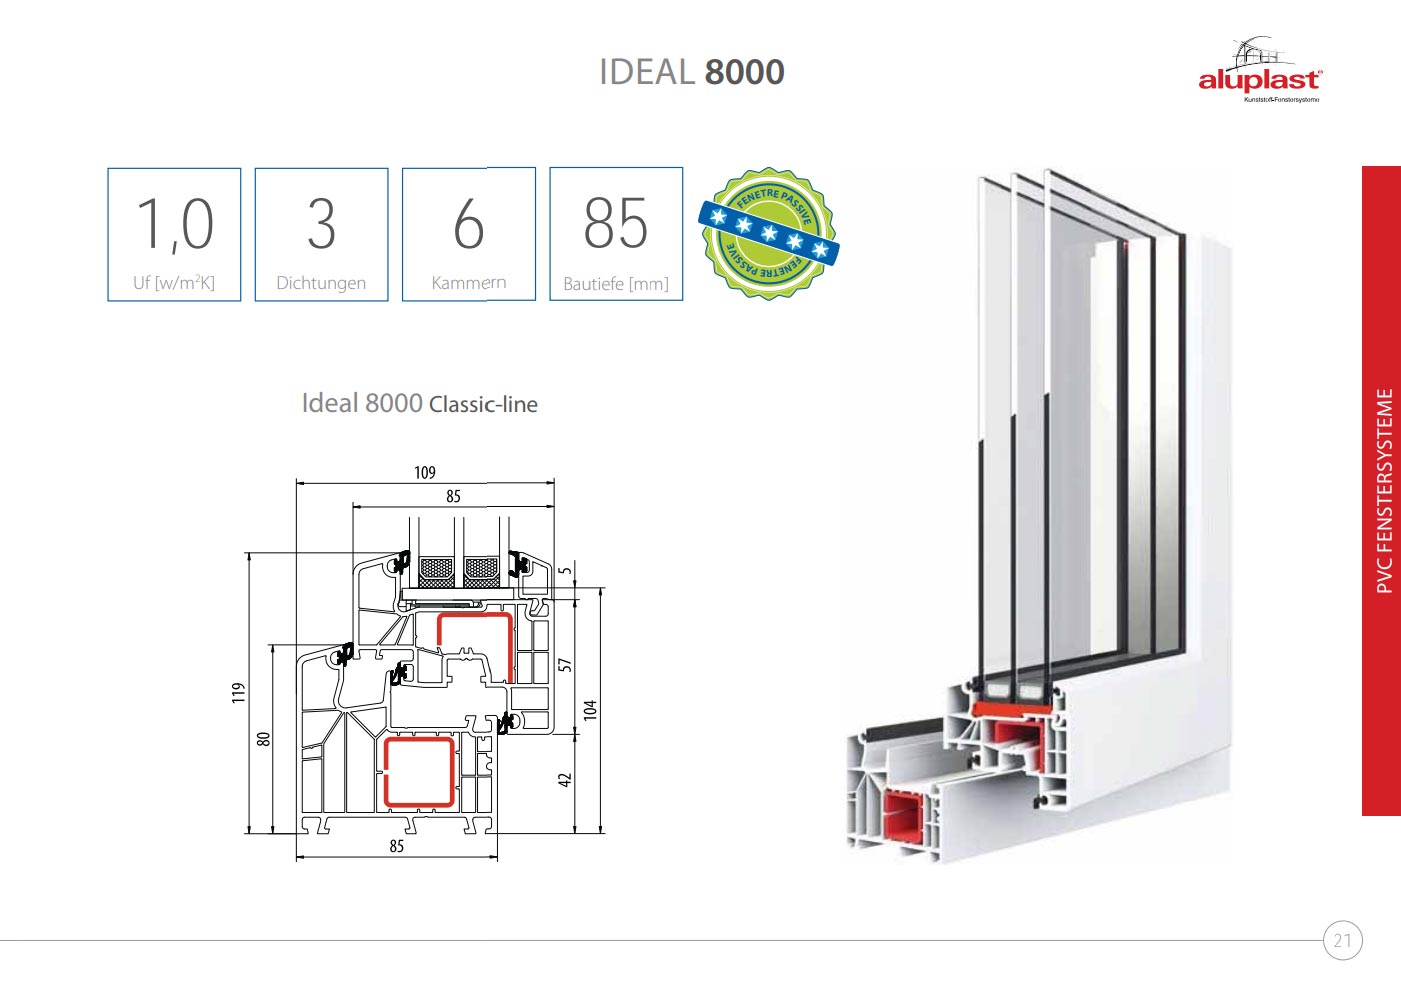 IDEAL 8000
aluplast®
Kunststoff-Fenstersysteme
1,0
Uf [w/m²K]
3
Dichtungen
6
Kammern
85
Bautiefe [mm]
FENETRE PASSIVE
FENETRE PASSIVE
Ideal 8000 Classic-line
109
85
5
57
104
42
119
80
85
PVC FENSTERSYSTEME
21